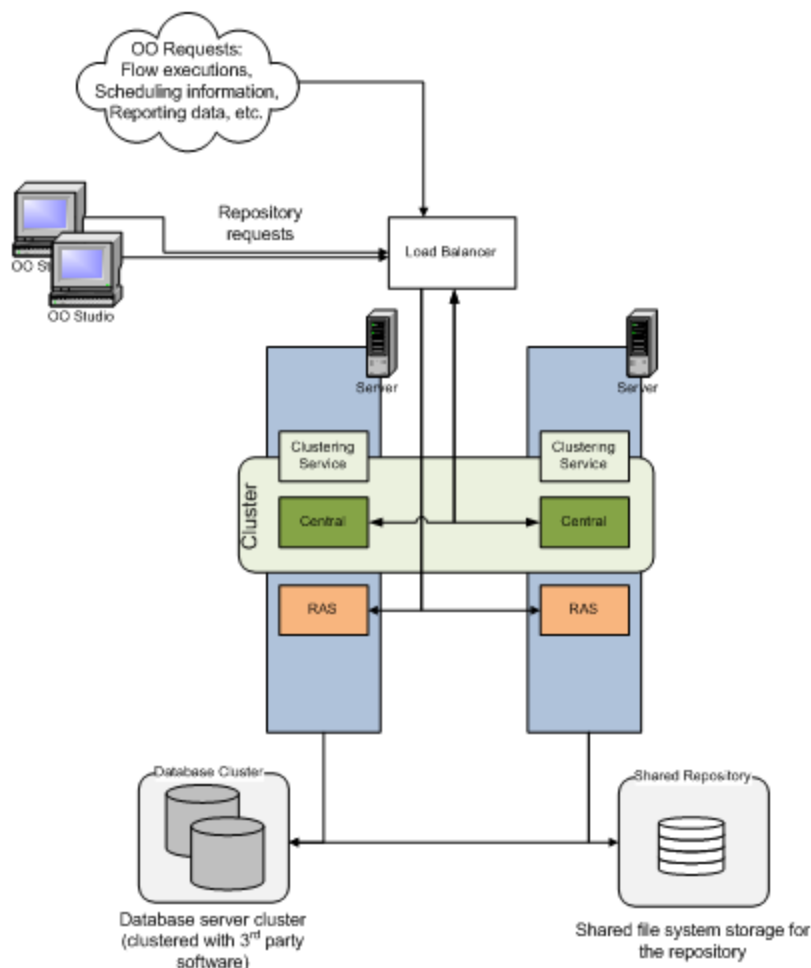 OO Requests:
Flow executions,
Scheduling information,
Reporting data, etc.
Repository
requests
Load Balancer
OO St
OO Studio
Server
Server
Clustering
Service
Clustering
Service
Cluster
Central
Central
RAS
RAS
Database Cluster
Shared Repository
Database server cluster
(clustered with 3rd party
software)
Shared file system storage for
the repository